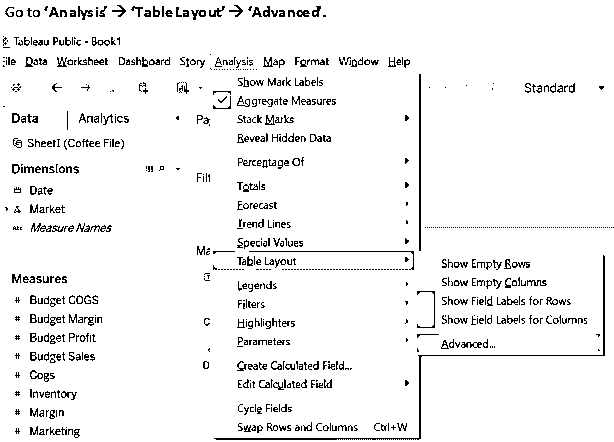 Go to ‘Analysis’ → ‘Table Layout’ → ‘Advanced’.
Tableau Public - Book1
File Data Worksheet Dashboard Story Analysis Map Format Window Help
Standard
Data Analytics
Sheet1 (Coffee File)
Dimensions
Date
Market
Abc Measure Names
Measures
# Budget COGS
# Budget Margin
# Budget Profit
# Budget Sales
# Cogs
# Inventory
# Margin
# Marketing
Pa
Filt
Ma
C
D
Show Mark Labels
Aggregate Measures
Stack Marks
Reveal Hidden Data
Percentage Of
Totals
Forecast
Trend Lines
Special Values
Table Layout
Legends
Filters
Highlighters
Parameters
Create Calculated Field...
Edit Calculated Field
Cycle Fields
Swap Rows and Columns Ctrl+W
Show Empty Rows
Show Empty Columns
Show Field Labels for Rows
Show Field Labels for Columns
Advanced...